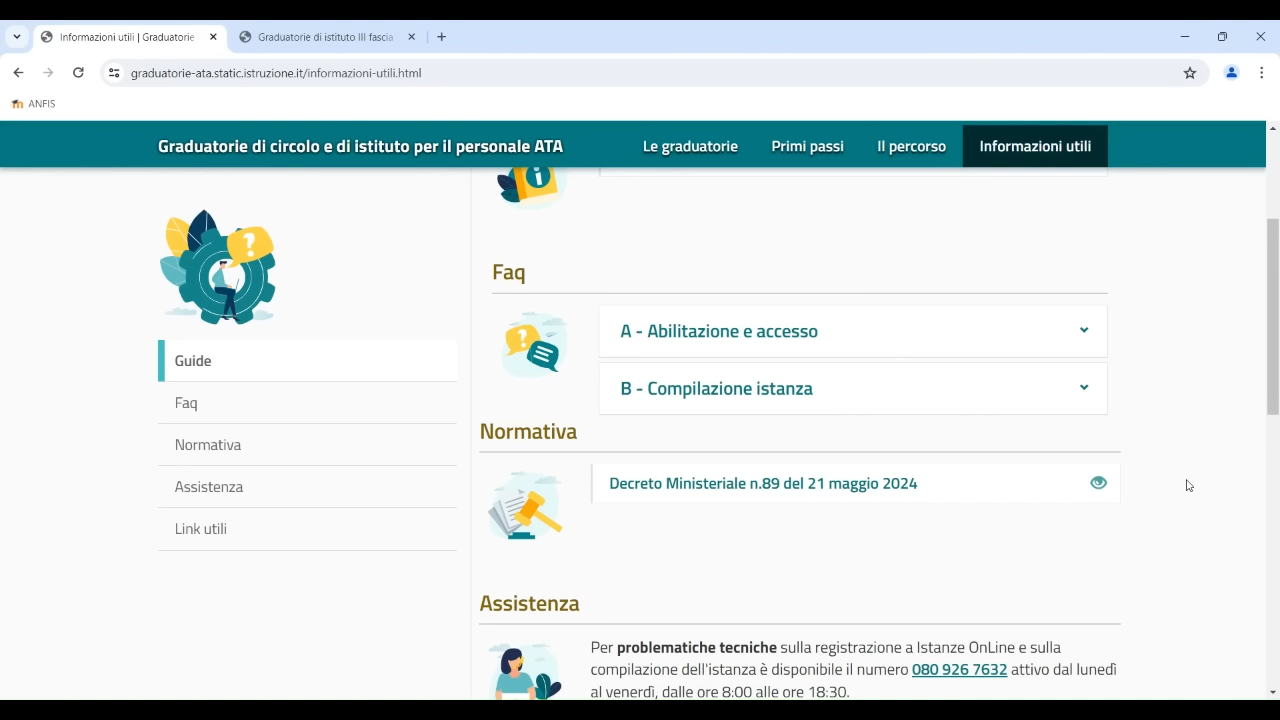 Informazioni utili | Graduatorie
Graduatorie di istituto III fascia
graduatorie-ata.static.istruzione.it/informazioni-utili.html
ANFIS
Graduatorie di circolo e di istituto per il personale ATA
Le graduatorie
Primi passi
Il percorso
Informazioni utili
Guide
Faq
Normativa
Assistenza
Link utili
Faq
A - Abilitazione e accesso
B - Compilazione istanza
Normativa
Decreto Ministeriale n.89 del 21 maggio 2024
Assistenza
Per problematiche tecniche sulla registrazione a Istanze OnLine e sulla
compilazione dell'istanza è disponibile il numero 080 926 7632 attivo dal lunedì
al venerdì, dalle ore 8:00 alle ore 18:30.